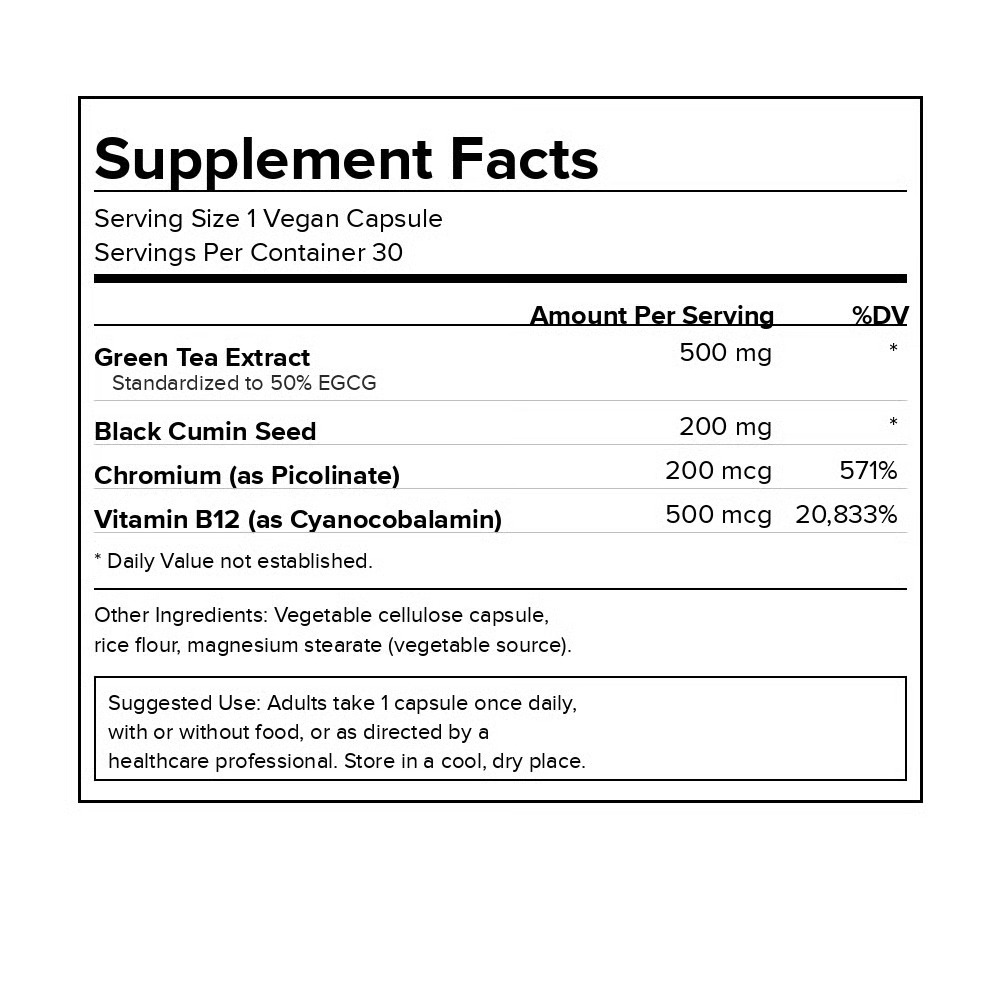 Supplement Facts
Serving Size 1 Vegan Capsule
Servings Per Container 30
Amount Per Serving %DV
Green Tea Extract 500 mg *
Standardized to 50% EGCG
Black Cumin Seed 200 mg *
Chromium (as Picolinate) 200 mcg 571%
Vitamin B12 (as Cyanocobalamin) 500 mcg 20,833%
* Daily Value not established.
Other Ingredients: Vegetable cellulose capsule,
rice flour, magnesium stearate (vegetable source).
Suggested Use: Adults take 1 capsule once daily,
with or without food, or as directed by a
healthcare professional. Store in a cool, dry place.